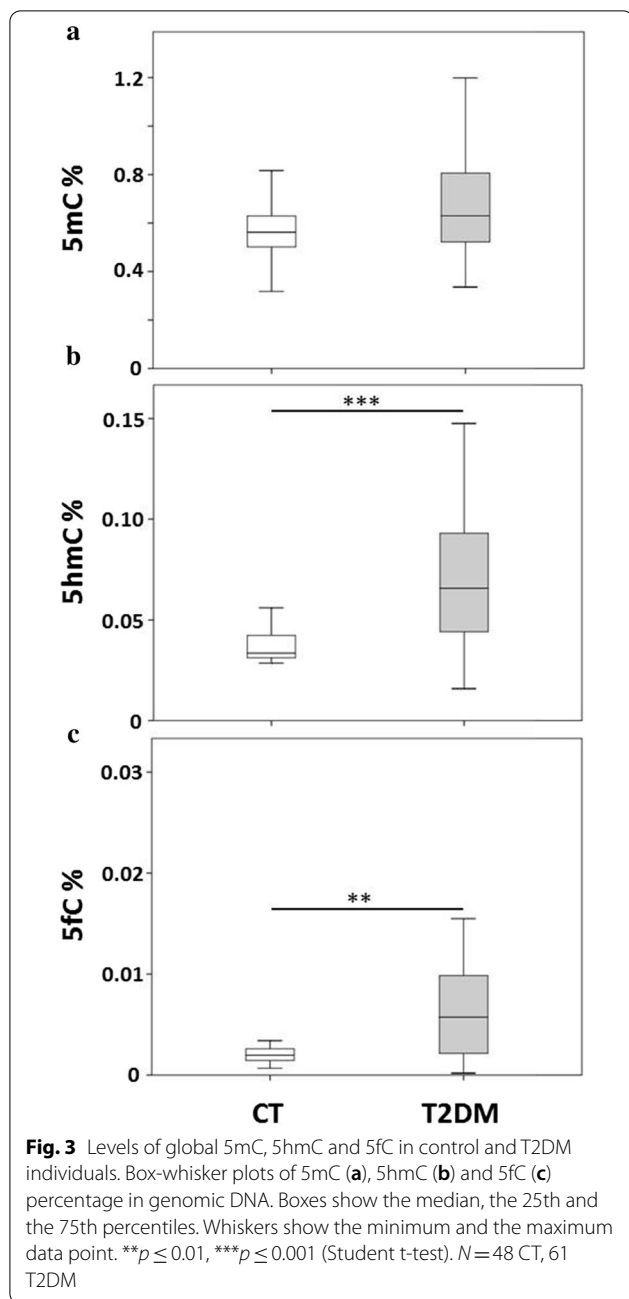 a
1.2
0.8
0.4
0
5mC %
b
***
0.15
0.10
0.05
0
5hmC %
c
0.03
0.02
**
0.01
0
5fC %
CT T2DM
Fig. 3 Levels of global 5mC, 5hmC and 5fC in control and T2DM
individuals. Box-whisker plots of 5mC (a), 5hmC (b) and 5fC (c)
percentage in genomic DNA. Boxes show the median, the 25th and
the 75th percentiles. Whiskers show the minimum and the maximum
data point. **p ≤ 0.01, ***p ≤ 0.001 (Student t-test). N = 48 CT, 61
T2DM